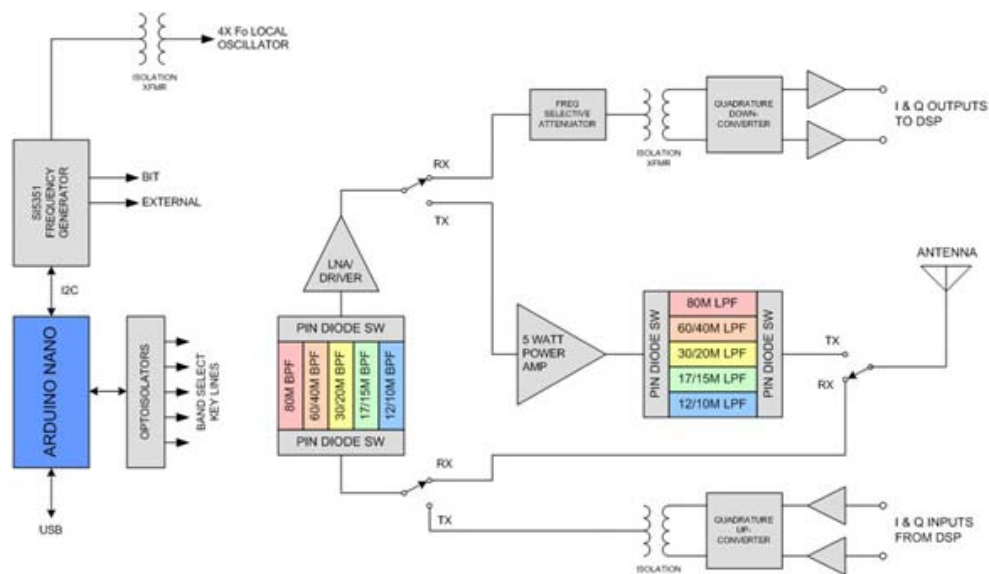 4X Fo LOCAL
OSCILLATOR
ISOLATION
XFMR
SI5351
FREQUENCY
GENERATOR
BIT
EXTERNAL
I2C
ARDUINO NANO
OPTOISOLATORS
BAND SELECT
KEY LINES
USB
FREQ
SELECTIVE
ATTENUATOR
ISOLATION
XFMR
QUADRATURE
DOWN-
CONVERTER
I & Q OUTPUTS
TO DSP
RX
TX
LNA/
DRIVER
PIN DIODE SW
80M BPF
60/40M BPF
30/20M BPF
17/15M BPF
12/10M BPF
PIN DIODE SW
5 WATT
POWER
AMP
PIN DIODE SW
80M LPF
60/40M LPF
30/20M LPF
17/15M LPF
12/10M LPF
PIN DIODE SW
ANTENNA
TX
RX
RX
TX
ISOLATION
QUADRATURE
UP-
CONVERTER
I & Q INPUTS
FROM DSP